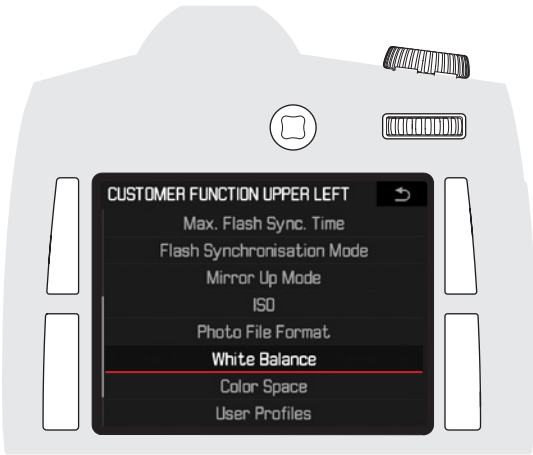 CUSTOMER FUNCTION UPPER LEFT
Max. Flash Sync. Time
Flash Synchronisation Mode
Mirror Up Mode
ISO
Photo File Format
White Balance
Color Space
User Profiles